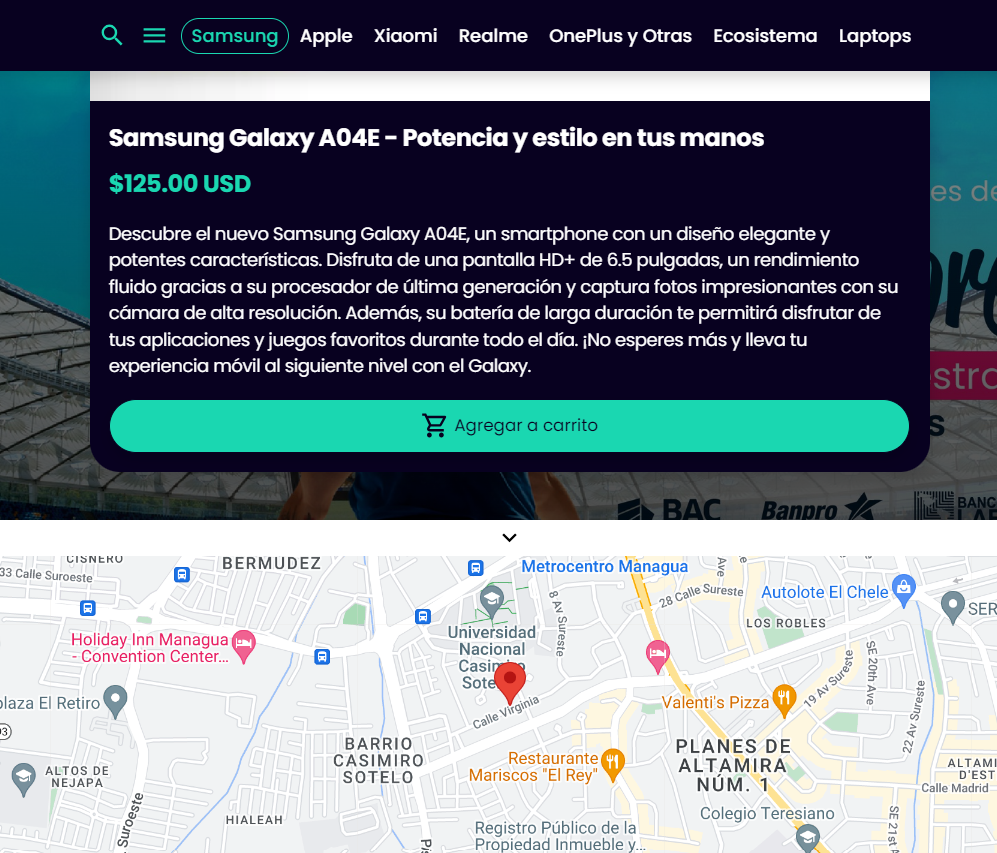 Samsung Apple Xiaomi Realme OnePlus y Otras Ecosistema Laptops
Samsung Galaxy A04E - Potencia y estilo en tus manos
$125.00 USD
Descubre el nuevo Samsung Galaxy A04E, un smartphone con un diseño elegante y
potentes características. Disfruta de una pantalla HD+ de 6.5 pulgadas, un rendimiento
fluido gracias a su procesador de última generación y captura fotos impresionantes con su
cámara de alta resolución. Además, su batería de larga duración te permitirá disfrutar de
tus aplicaciones y juegos favoritos durante todo el día. ¡No esperes más y lleva tu
experiencia móvil al siguiente nivel con el Galaxy.
Agregar a carrito
es de
ore
stro
s
BAC
Banpro
BANC
LAF
CISNERO
BERMUDEZ
Metrocentro Managua
33 Calle Suroeste
Ave
28 Calle Sureste
Autolote El Chele
8 Av Sureste
SER
LOS ROBLES
Holiday Inn Managua
- Convention Center...
Universidad
Nacional
Casimiro
Sote
SE 20th Ave
plaza El Retiro
Calle Virginia
Valenti's Pizza
19 Av Sureste
22 Av Sureste
93
BARRIO
CASIMIRO
SOTELO
PLANES DE
ALTAMIRA
NÚM. 1
Restaurante
Mariscos "El Rey"
ALTOS DE
NEJAPA
ALTAMI
D'EST
Calle Madrid
Suroeste
HIALEAH
Colegio Teresiano
SE 21st A
Registro Público de la
Propiedad Inmueble y...